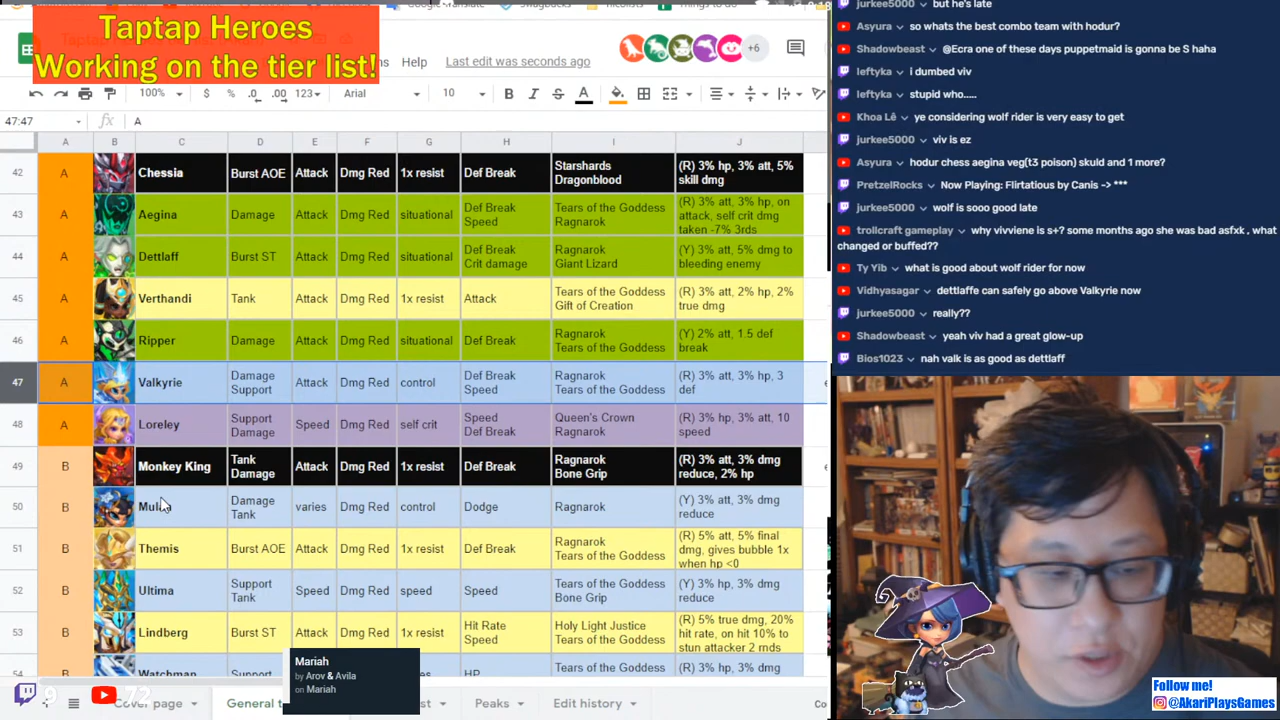 Taptap Heroes
Working on the tier list!
Help
Last edit was seconds ago
+6
100%
$
%
.0
.00
123
Arial
10
B
I
S
A
47:47
fx
A
A B C D E F G H I J
42 A Chessia Burst AOE Attack Dmg Red 1x resist Def Break Starshards
Dragonblood (R) 3% hp, 3% att, 5%
skill dmg
43 A Aegina Damage Attack Dmg Red situational Def Break
Speed Tears of the Goddess
Ragnarok (R) 3% att, 3% hp, on
attack, self crit dmg
taken -7% 3rds
44 A Dettlaff Burst ST Attack Dmg Red situational Def Break
Crit damage Ragnarok
Giant Lizard (Y) 3% att, 5% dmg to
bleeding enemy
45 A Verthandi Tank Attack Dmg Red 1x resist Attack Tears of the Goddess
Gift of Creation (R) 3% att, 2% hp, 2%
true dmg
46 A Ripper Damage Attack Dmg Red situational Def Break Ragnarok
Tears of the Goddess (Y) 2% att, 1.5 def
break
47 A Valkyrie Damage
Support Attack Dmg Red control Def Break
Speed Ragnarok
Tears of the Goddess (R) 3% att, 3% hp, 3
def
48 A Loreley Support
Damage Speed Dmg Red self crit Speed
Def Break Queen's Crown
Ragnarok (R) 3% hp, 3% att, 10
speed
49 B Monkey King Tank
Damage Attack Dmg Red 1x resist Def Break Ragnarok
Bone Grip (R) 3% att, 3% dmg
reduce, 2% hp
50 B Damage
Tank varies Dmg Red control Dodge Ragnarok (Y) 3% att, 3% dmg
reduce
51 B Themis Burst AOE Attack Dmg Red 1x resist Def Break Ragnarok
Tears of the Goddess (R) 5% att, 5% final
dmg, gives bubble 1x
when hp <0
52 B Ultima Support
Tank Speed Dmg Red speed Speed Tears of the Goddess
Bone Grip (Y) 3% hp, 3% dmg
reduce
53 B Lindberg Burst ST Attack Dmg Red 1x resist Hit Rate
Speed Holy Light Justice
Tears of the Goddess (R) 5% true dmg, 20%
hit rate, on hit 10% to
stun attacker 2 rnds
Watchman Support HP Tears of the Goddess (R) 3% hp, 3% dmg
Mariah
by Arov & Avila
on Mariah
9
72
Cover page
General t
Peaks
Edit history
jurkee5000 but he's late
Asyura so whats the best combo team with hodur?
Shadowbeast @Ecra one of these days puppetmaid is gonna be S haha
leftyka i dumbed viv
leftyka stupid who.....
Khoa Lê ye considering wolf rider is very easy to get
jurkee5000 viv is ez
Asyura hodur chess aegina veg(t3 poison) skuld and 1 more?
PretzelRocks Now Playing: Flirtatious by Canis -> ***
jurkee5000 wolf is sooo good late
trollcraft gameplay why vivviene is s+? some months ago she was bad asfxk , what
changed or buffed??
Ty Yib what is good about wolf rider for now
Vidhyasagar dettlaffe can safely go above Valkyrie now
jurkee5000 really??
Shadowbeast yeah viv had a great glow-up
Bios1023 nah valk is as good as dettlaff
Follow me!
@AkariPlaysGames